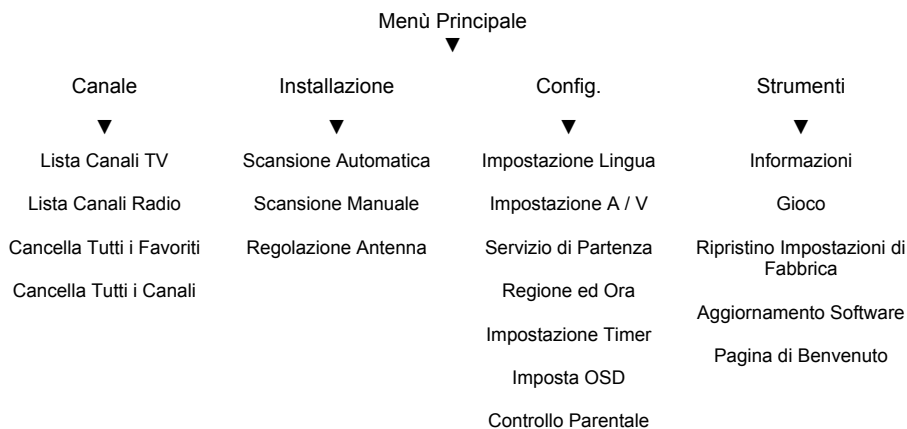 Menù Principale
▼
Canale
▼
Lista Canali TV
Lista Canali Radio
Cancella Tutti i Favoriti
Cancella Tutti i Canali
Installazione
▼
Scansione Automatica
Scansione Manuale
Regolazione Antenna
Config.
▼
Impostazione Lingua
Impostazione A / V
Servizio di Partenza
Regione ed Ora
Impostazione Timer
Imposta OSD
Controllo Parentale
Strumenti
▼
Informazioni
Gioco
Ripristino Impostazioni di
Fabbrica
Aggiornamento Software
Pagina di Benvenuto